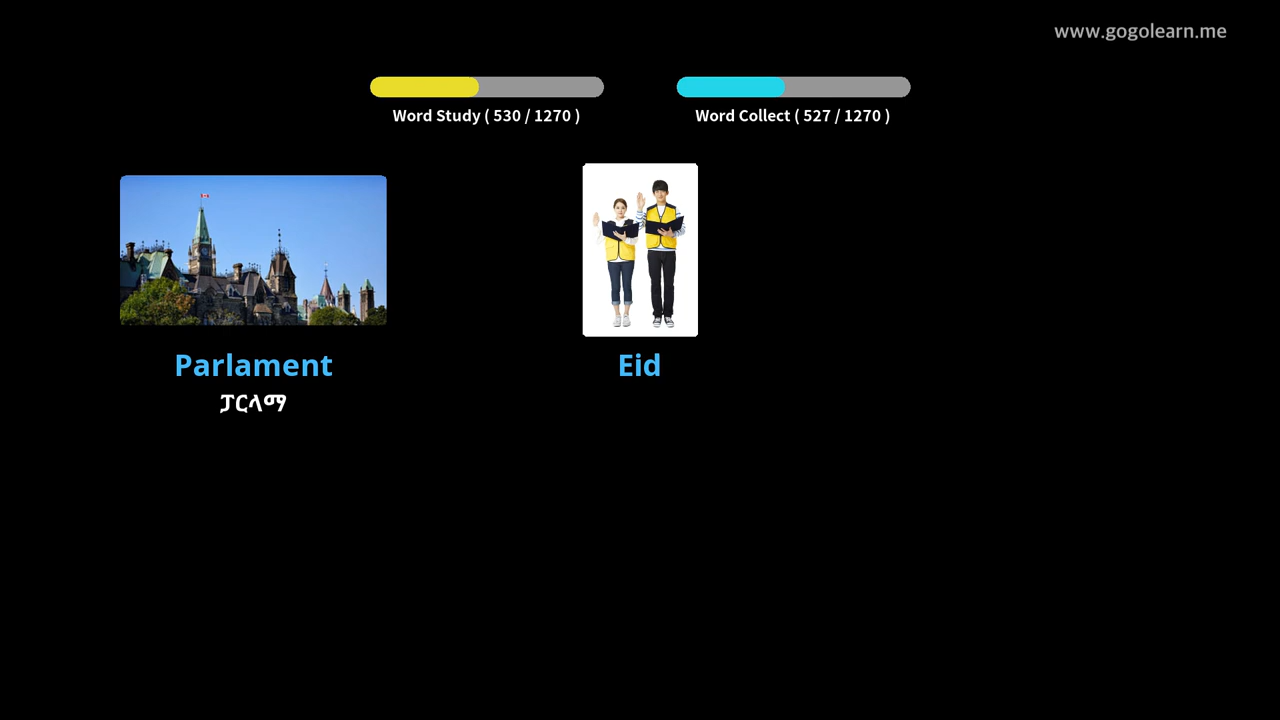 www.gogolearn.me
Word Study ( 530 / 1270 )
Word Collect ( 527 / 1270 )
Parlament
ፓርላማ
Eid